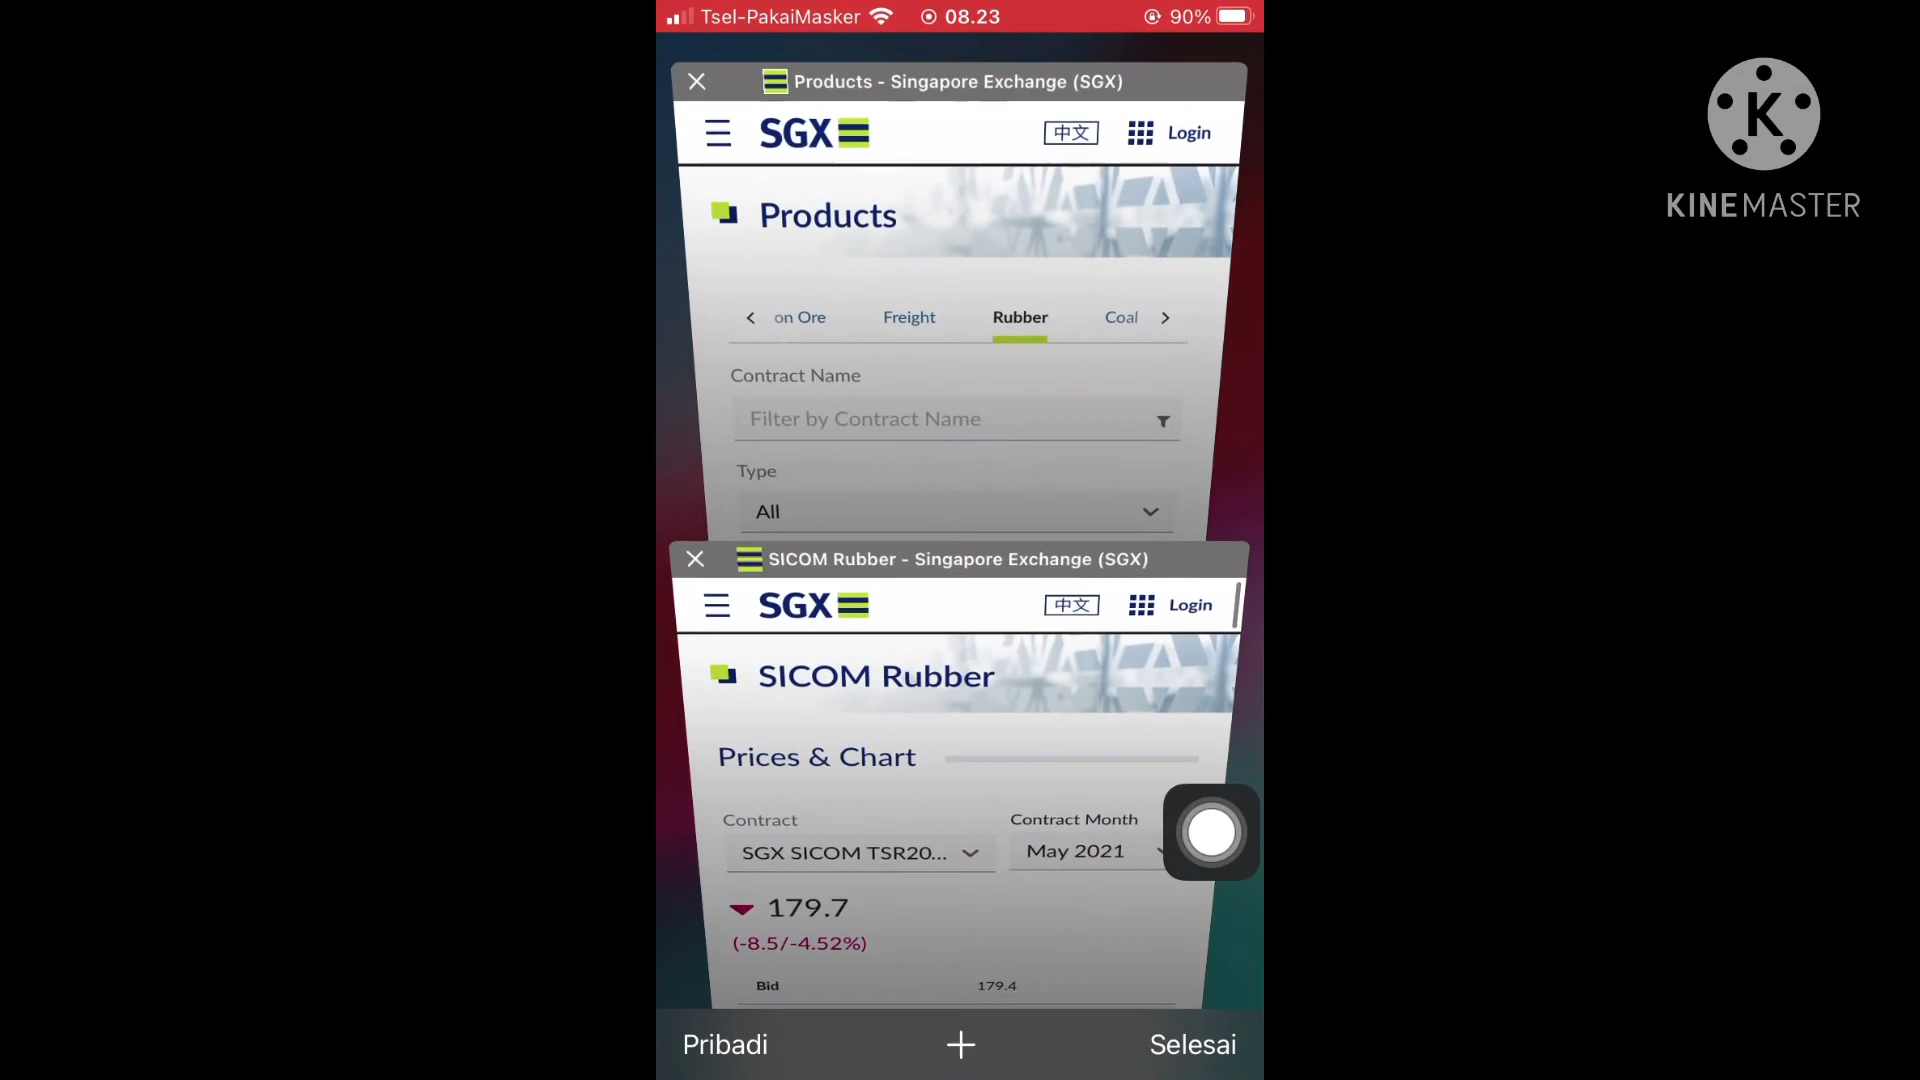 Tsel-PakaiMasker 08.23 90%
Products - Singapore Exchange (SGX)
SGX 中文 Login
Products
on Ore Freight Rubber Coal
Contract Name
Filter by Contract Name
Type
All
SICOM Rubber - Singapore Exchange (SGX)
SGX 中文 Login
SICOM Rubber
Prices & Chart
Contract Contract Month
SGX SICOM TSR20... May 2021
179.7
(-8.5/-4.52%)
Bid 179.4
Pribadi + Selesai
K
KINEMASTER